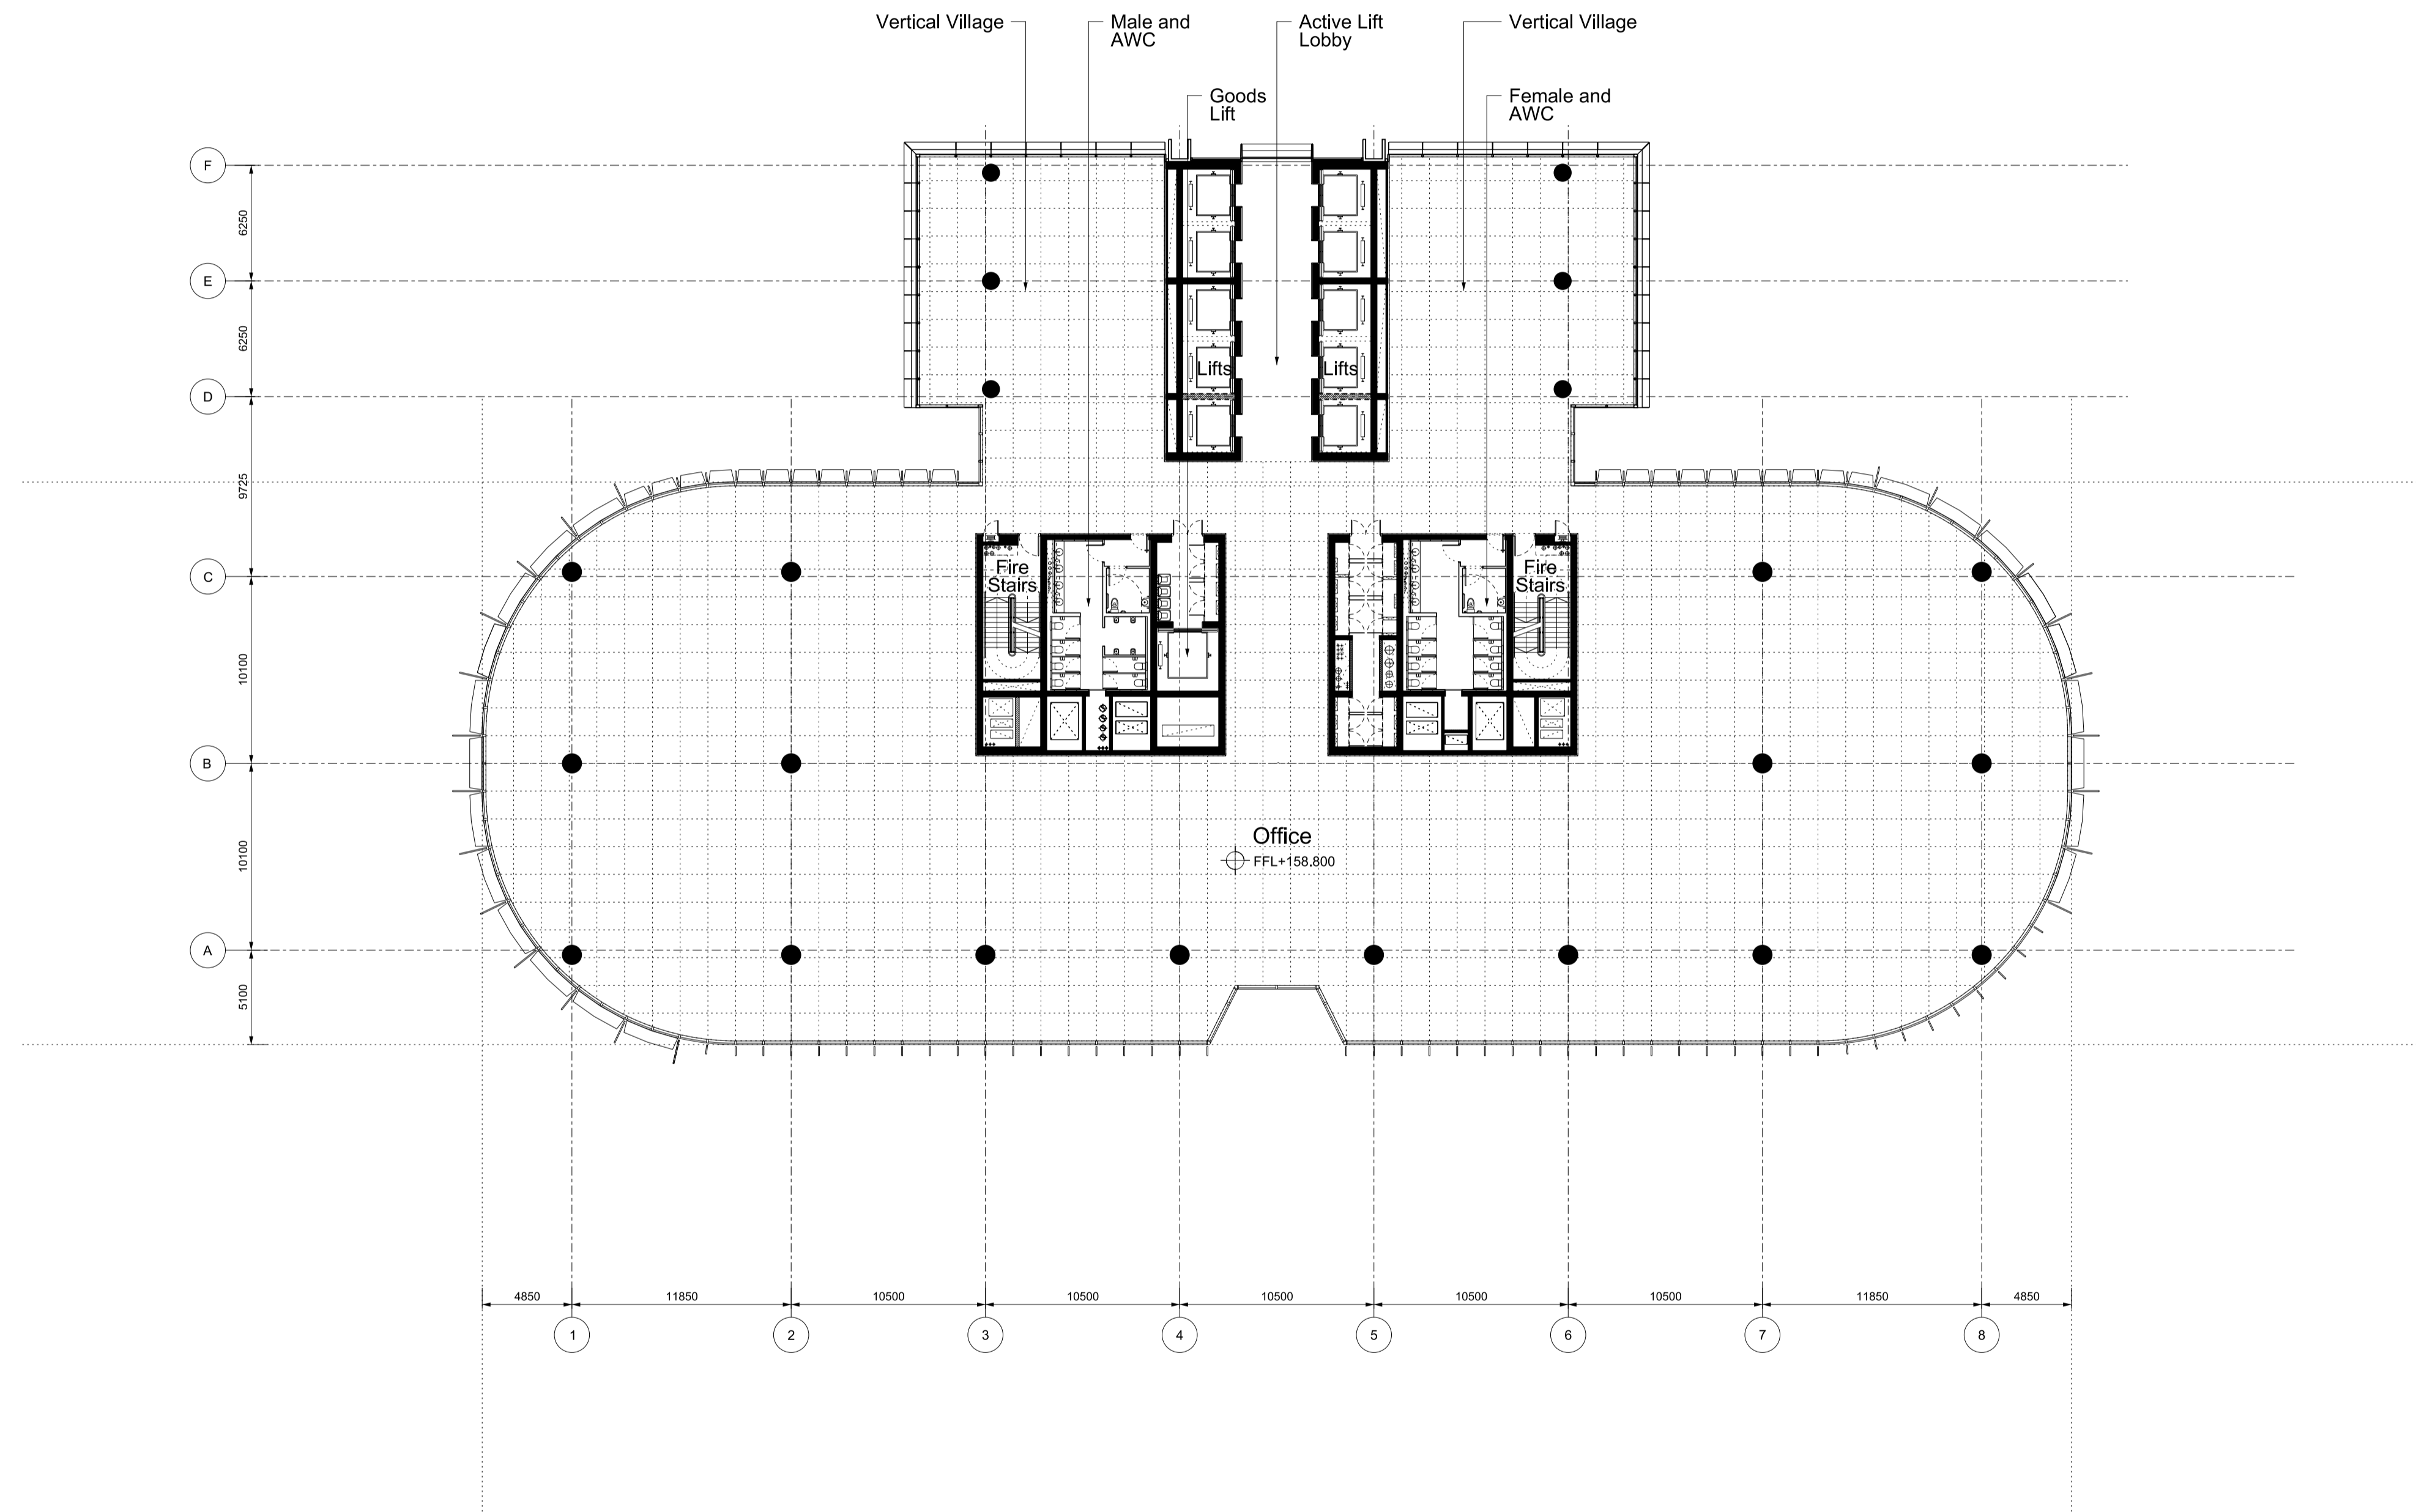 Vertical Village
Male and
AWC
Active Lift
Lobby
Vertical Village
Goods
Lift
Female and
AWC
F
6250
E
6250
Lifts
Lifts
D
9725
C
Fire
Stairs
Fire
Stairs
10100
B
10100
Office
FFL+158.800
A
5100
4850
11850
10500
10500
10500
10500
10500
11850
4850
1
2
3
4
5
6
7
8